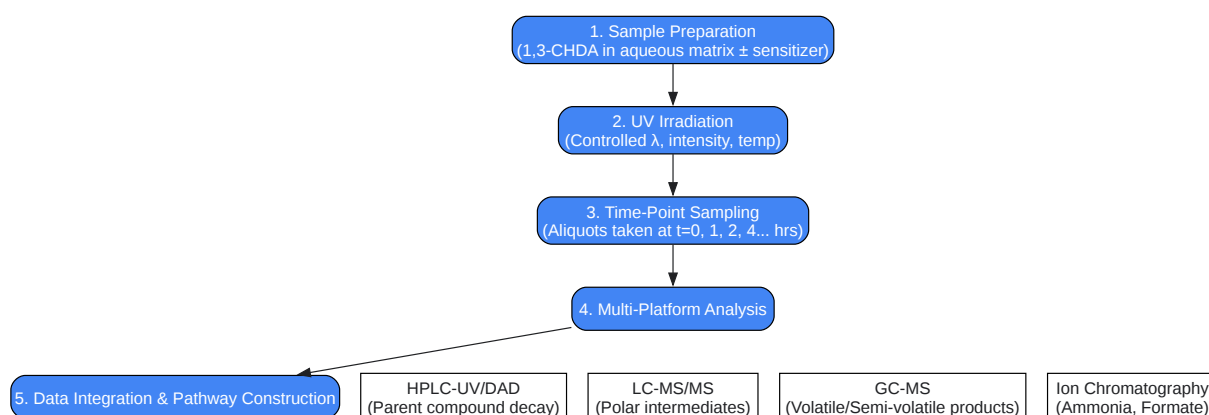 1. Sample Preparation
(1,3-CHDA in aqueous matrix ± sensitizer)
2. UV Irradiation
(Controlled λ, intensity, temp)
3. Time-Point Sampling
(Aliquots taken at t=0, 1, 2, 4... hrs)
4. Multi-Platform Analysis
5. Data Integration & Pathway Construction
HPLC-UV/DAD
(Parent compound decay)
LC-MS/MS
(Polar intermediates)
GC-MS
(Volatile/Semi-volatile products)
Ion Chromatography
(Ammonia, Formate)